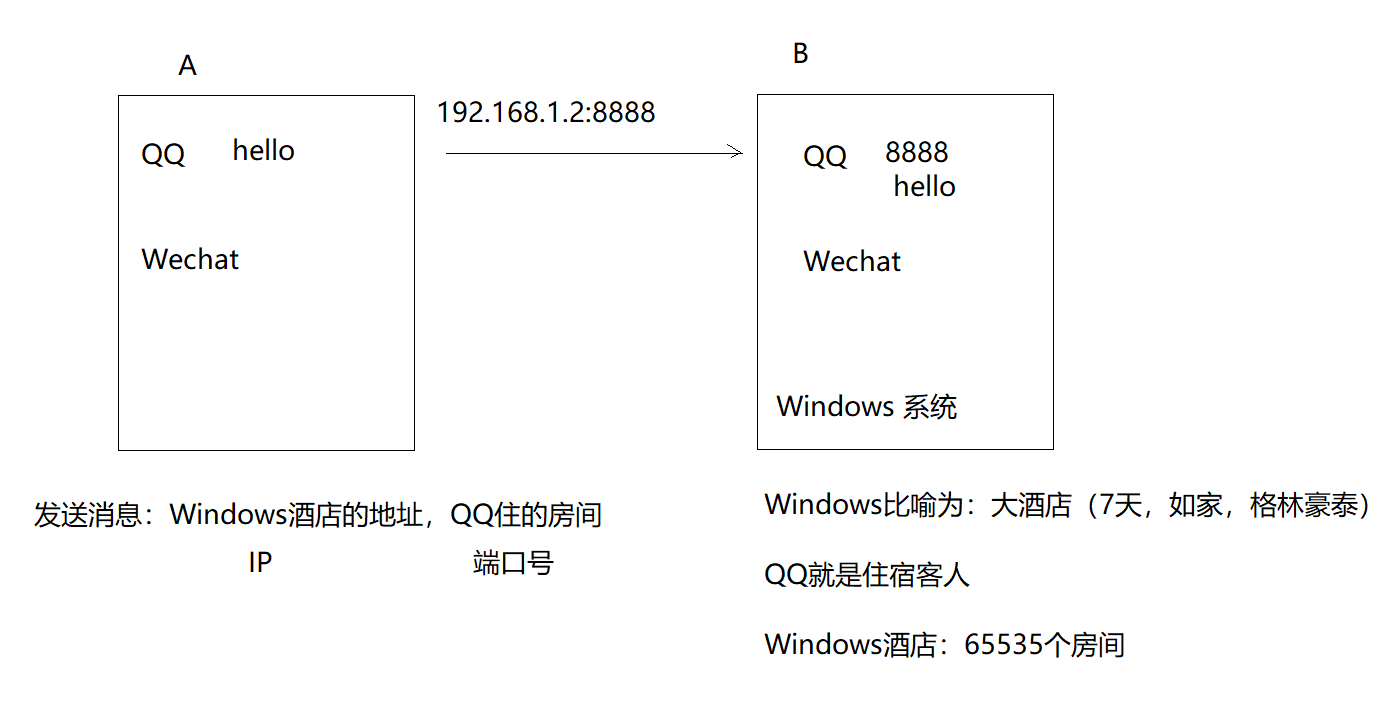 A
B
192.168.1.2:8888
QQ hello
QQ 8888
hello
Wechat
Wechat
Windows 系统
发送消息：Windows酒店的地址，QQ住的房间
IP 端口号
Windows比喻为：大酒店（7天，如家，格林豪泰）
QQ就是住宿客人
Windows酒店：65535个房间